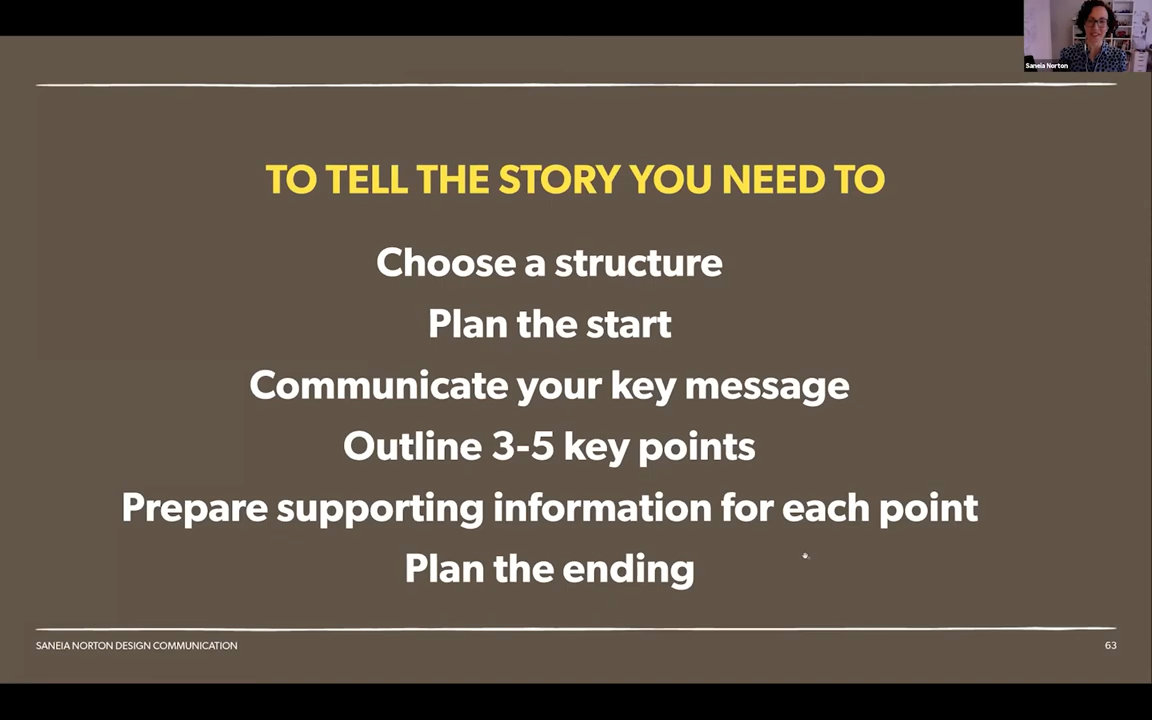 Saneia Norton
TO TELL THE STORY YOU NEED TO
Choose a structure
Plan the start
Communicate your key message
Outline 3-5 key points
Prepare supporting information for each point
Plan the ending
SANEIA NORTON DESIGN COMMUNICATION
63